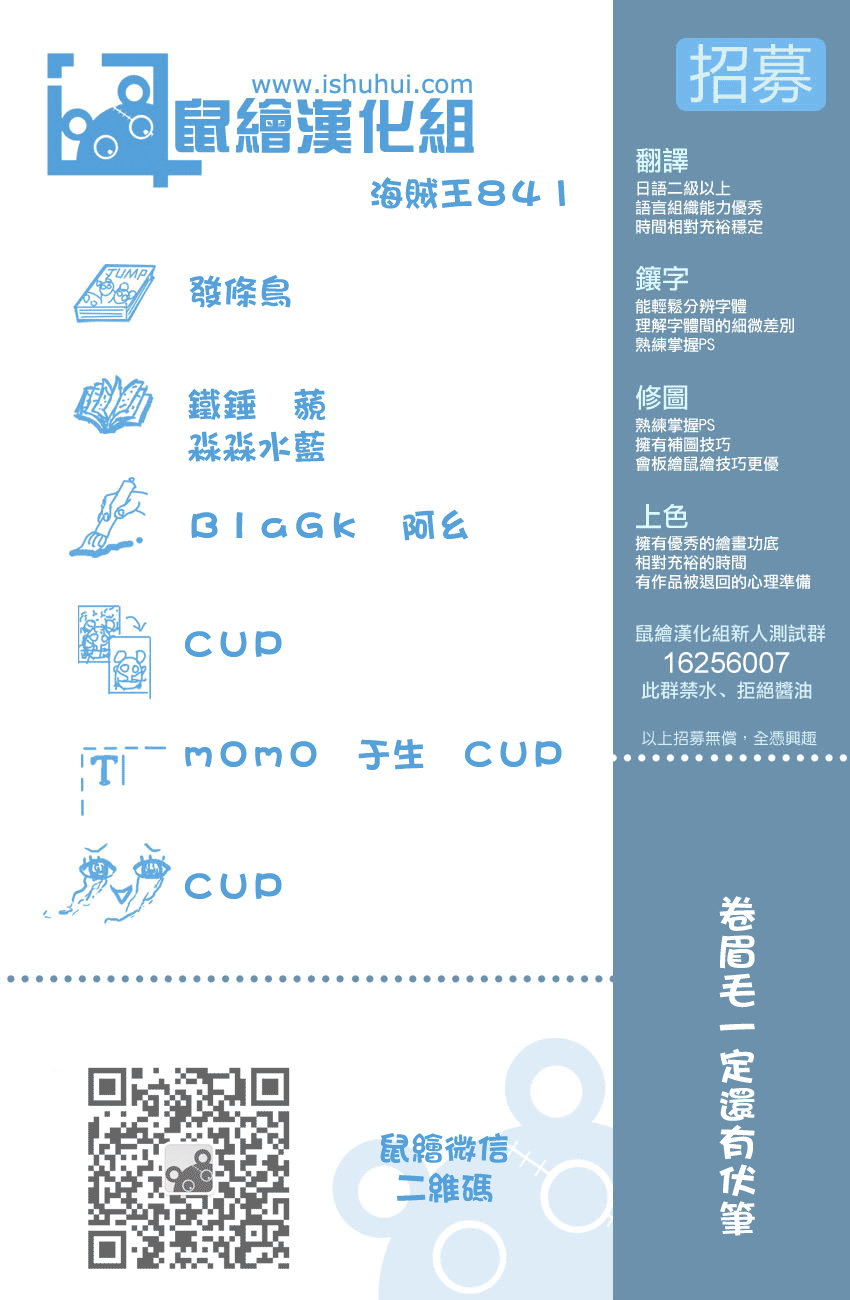 www.ishuhui.com
鼠繪漢化組
海賊王841
JUMP
發條鳥
鐵錘　藐
淼淼水藍
BlaGk　阿幺
CUP
T
mOmO　于生　CUP
CUP
鼠繪微信
二維碼
招募
翻譯
日語二級以上
語言組織能力優秀
時間相對充裕穩定
鑲字
能輕鬆分辨字體
理解字體間的細微差別
熟練掌握PS
修圖
熟練掌握PS
擁有補圖技巧
會板繪鼠繪技巧更優
上色
擁有優秀的繪畫功底
相對充裕的時間
有作品被退回的心理準備
鼠繪漢化組新人測試群
16256007
此群禁水、拒絕醬油
以上招募無償，全憑興趣
卷眉毛一定還有伏筆